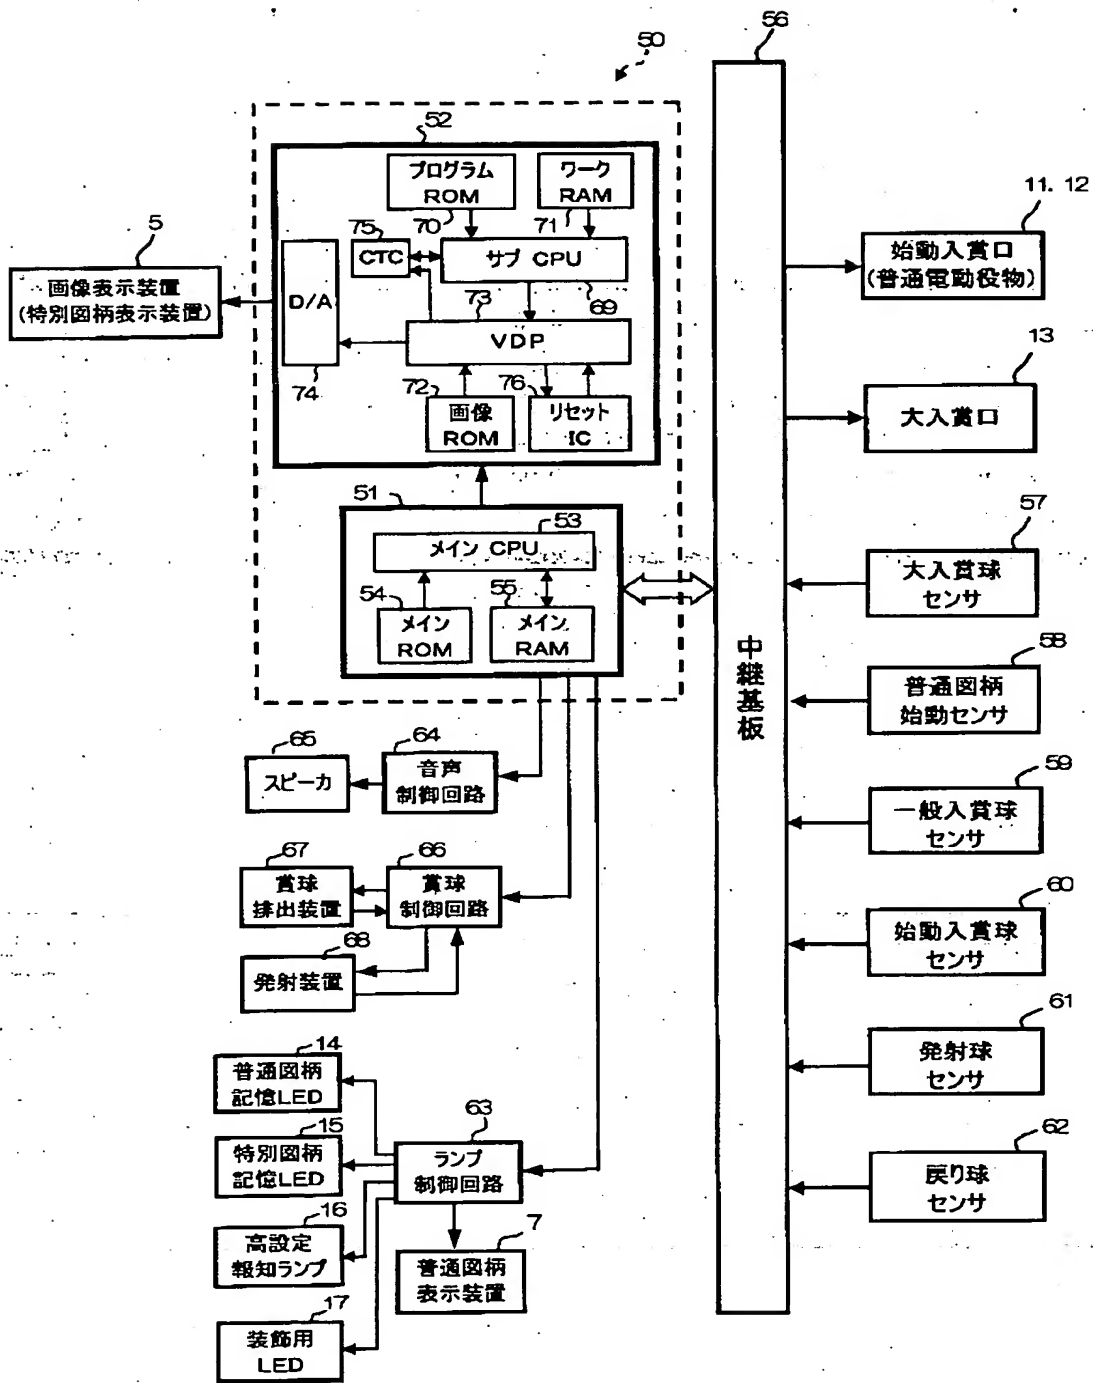 56
50
52
プログラム
ROM
70
ワーク
RAM
71
75
CTC
サブ CPU
69
D/A
74
73
VDP
72
画像
ROM
76
リセット
IC
5
画像表示装置
(特別図柄表示装置)
51
53
メイン CPU
54
メイン
ROM
55
メイン
RAM
中継基板
11. 12
始動入賞口
(普通電動役物)
13
大入賞口
57
大入賞球
センサ
58
普通図柄
始動センサ
59
一般入賞球
センサ
60
始動入賞球
センサ
61
発射球
センサ
62
戻り球
センサ
65
スピーカ
64
音声
制御回路
67
賞球
排出装置
66
賞球
制御回路
68
発射装置
14
普通図柄
記憶LED
15
特別図柄
記憶LED
16
高設定
報知ランプ
17
装飾用
LED
63
ランプ
制御回路
7
普通図柄
表示装置